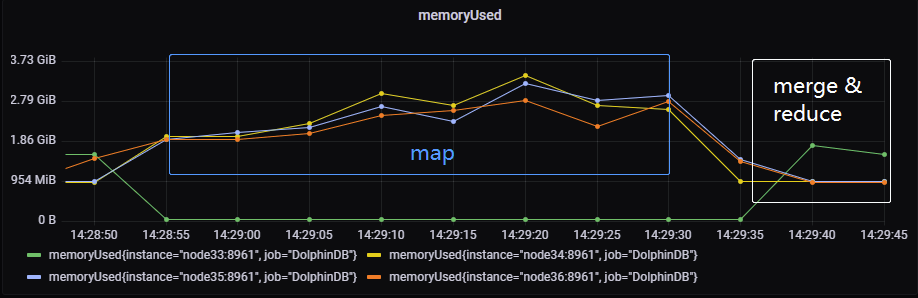 memoryUsed
3.73 GiB
2.79 GiB
1.86 GiB
954 MiB
0 B
map
merge &
reduce
14:28:50 14:28:55 14:29:00 14:29:05 14:29:10 14:29:15 14:29:20 14:29:25 14:29:30 14:29:35 14:29:40 14:29:45
memoryUsed{instance="node33:8961", job="DolphinDB"} memoryUsed{instance="node34:8961", job="DolphinDB"}
memoryUsed{instance="node35:8961", job="DolphinDB"} memoryUsed{instance="node36:8961", job="DolphinDB"}